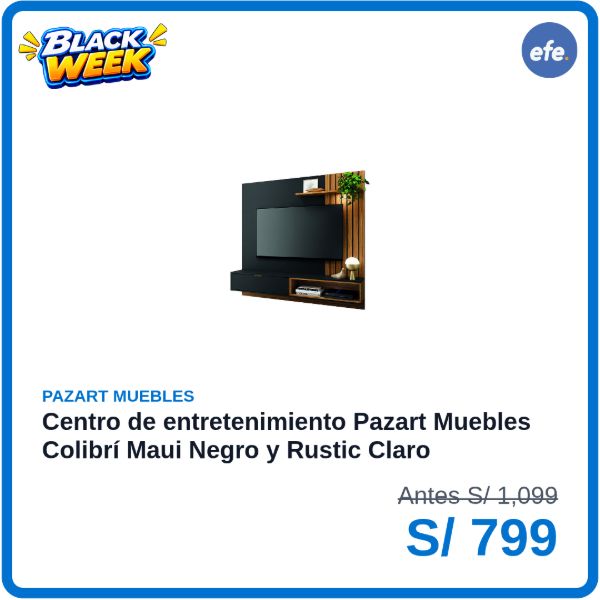 BLACK
WEEK
efe.
PAZART MUEBLES
Centro de entretenimiento Pazart Muebles
Colibrí Maui Negro y Rustic Claro
Antes S/ 1,099
S/ 799